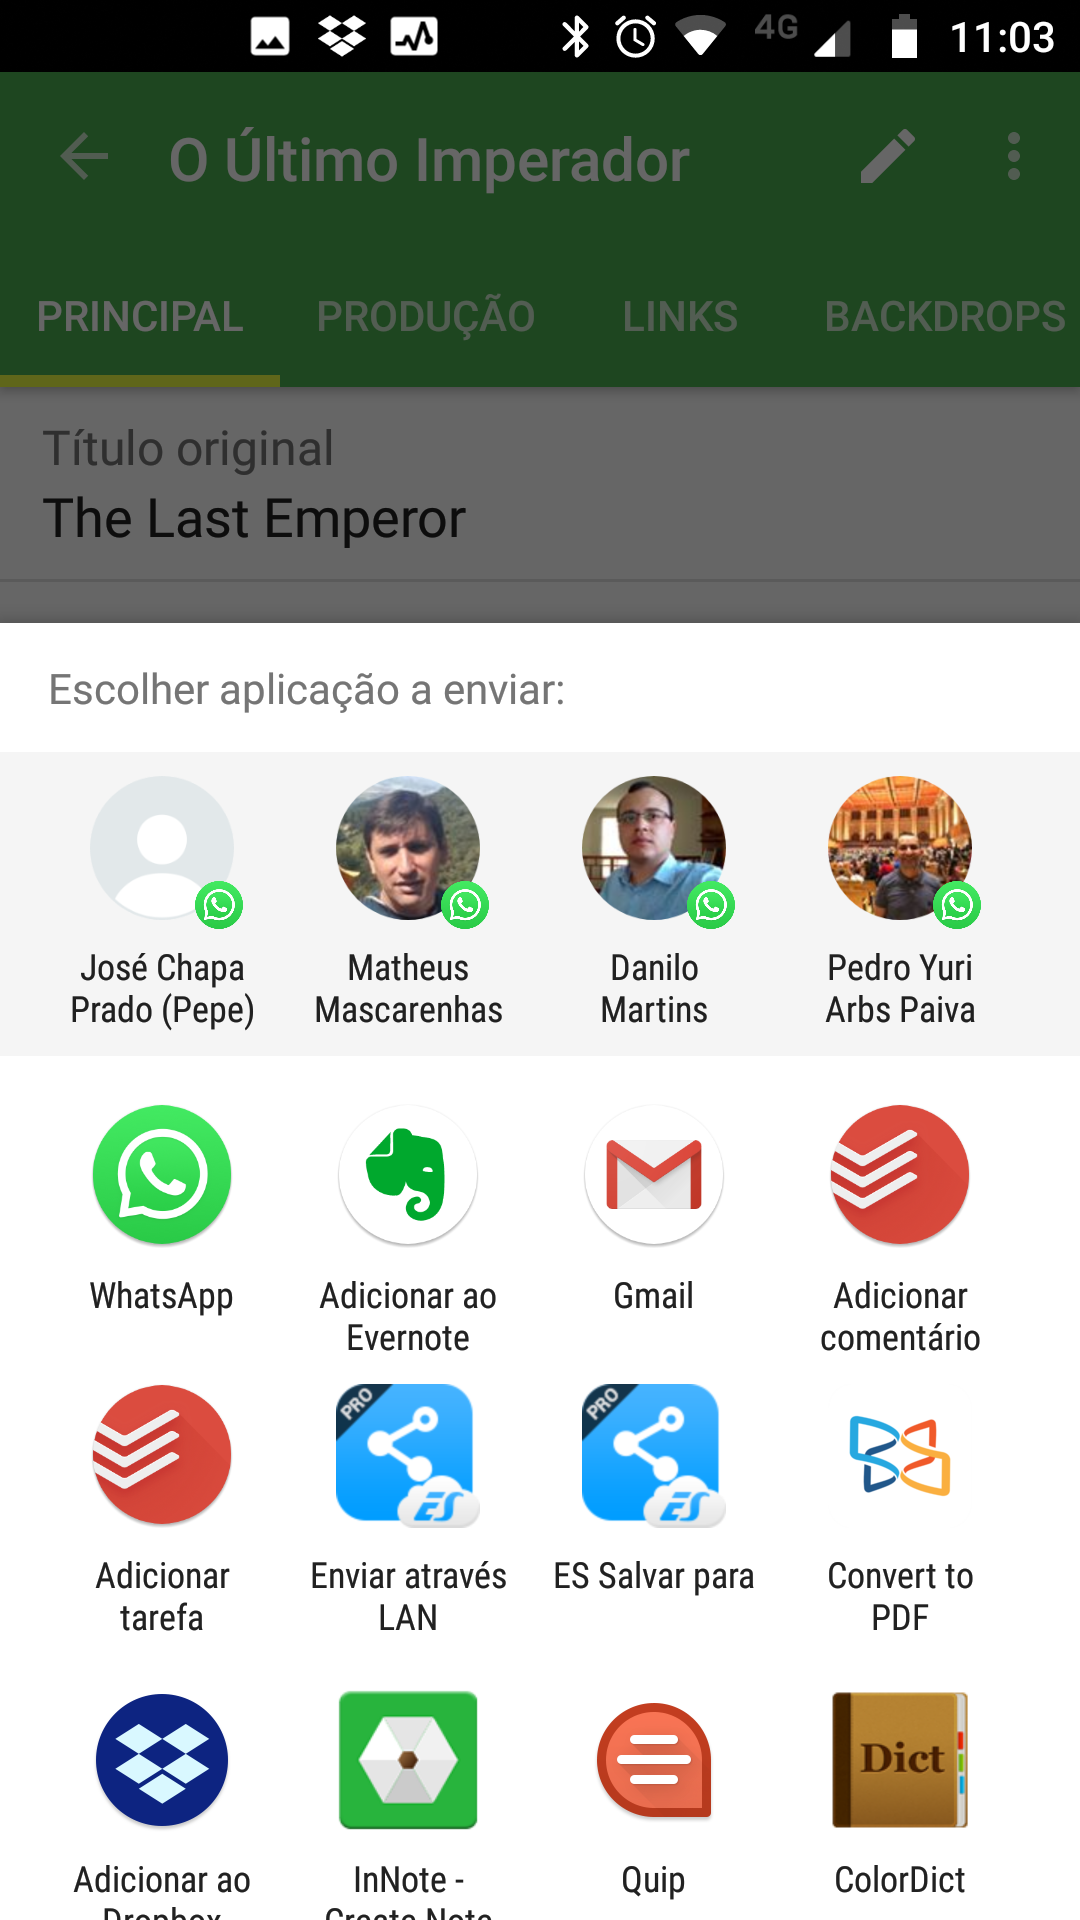 4G 11:03
O Último Imperador
PRINCIPAL PRODUÇÃO LINKS BACKDROPS
Título original
The Last Emperor
Escolher aplicação a enviar:
José Chapa Matheus Danilo Pedro Yuri
Prado (Pepe) Mascarenhas Martins Arbs Paiva
WhatsApp Adicionar ao Gmail Adicionar
Evernote comentário
PRO PRO
ES ES
Adicionar Enviar através ES Salvar para Convert to
tarefa LAN PDF
Dict
Adicionar ao InNote - Quip ColorDict
Dropbox Create Note